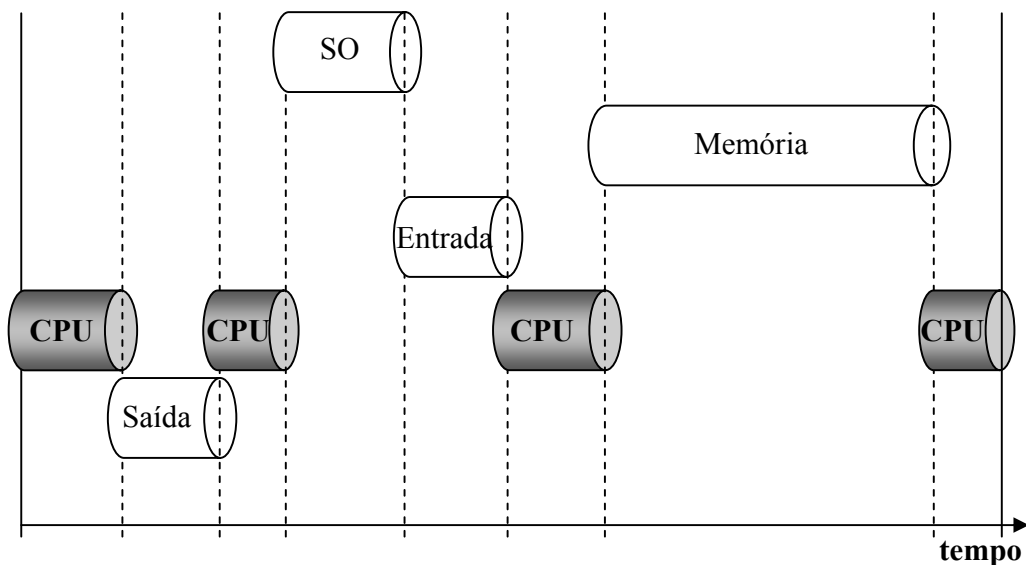 SO
Memória
Entrada
CPU CPU CPU CPU
Saída
tempo